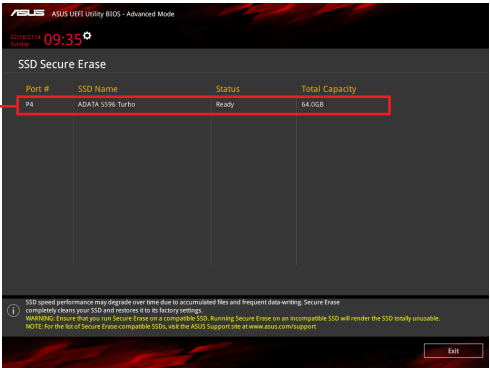 ASUS ASUS UEFI Utility BIOS - Advanced Mode
Sunday 09:35
SSD Secure Erase
Port # SSD Name Status Total Capacity
P4 ADATA S596 Turbo Ready 64.0GB
SSD speed performance may degrade over time due to accumulated files and frequent data-writing. Secure Erase
completely cleans your SSD and restores it to its factory settings.
WARNING: Ensure that you run Secure Erase on a compatible SSD. Running Secure Erase on an incompatible SSD will render the SSD totally unusable.
NOTE: For the list of Secure Erase-compatible SSDs, visit the ASUS Support site at www.asus.com/support
Exit